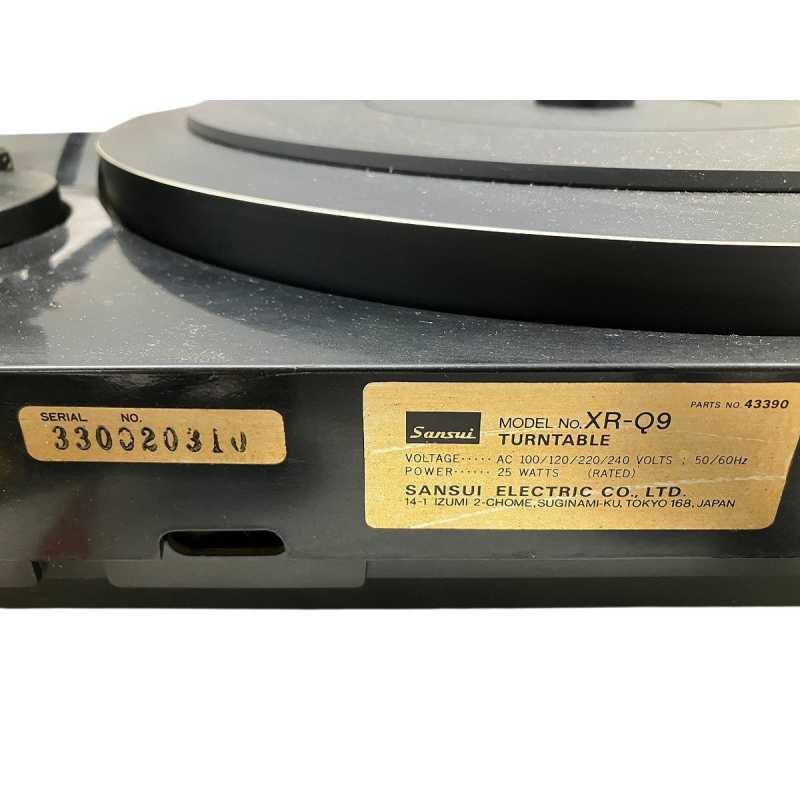 SERIAL NO.
330020310
Sansui
MODEL NO. XR-Q9
PARTS NO. 43390
TURNTABLE
VOLTAGE ····· AC 100/120/220/240 VOLTS ; 50/60Hz
POWER ······ 25 WATTS (RATED)
SANSUI ELECTRIC CO., LTD.
14-1 IZUMI 2-CHOME, SUGINAMI-KU, TOKYO 168, JAPAN